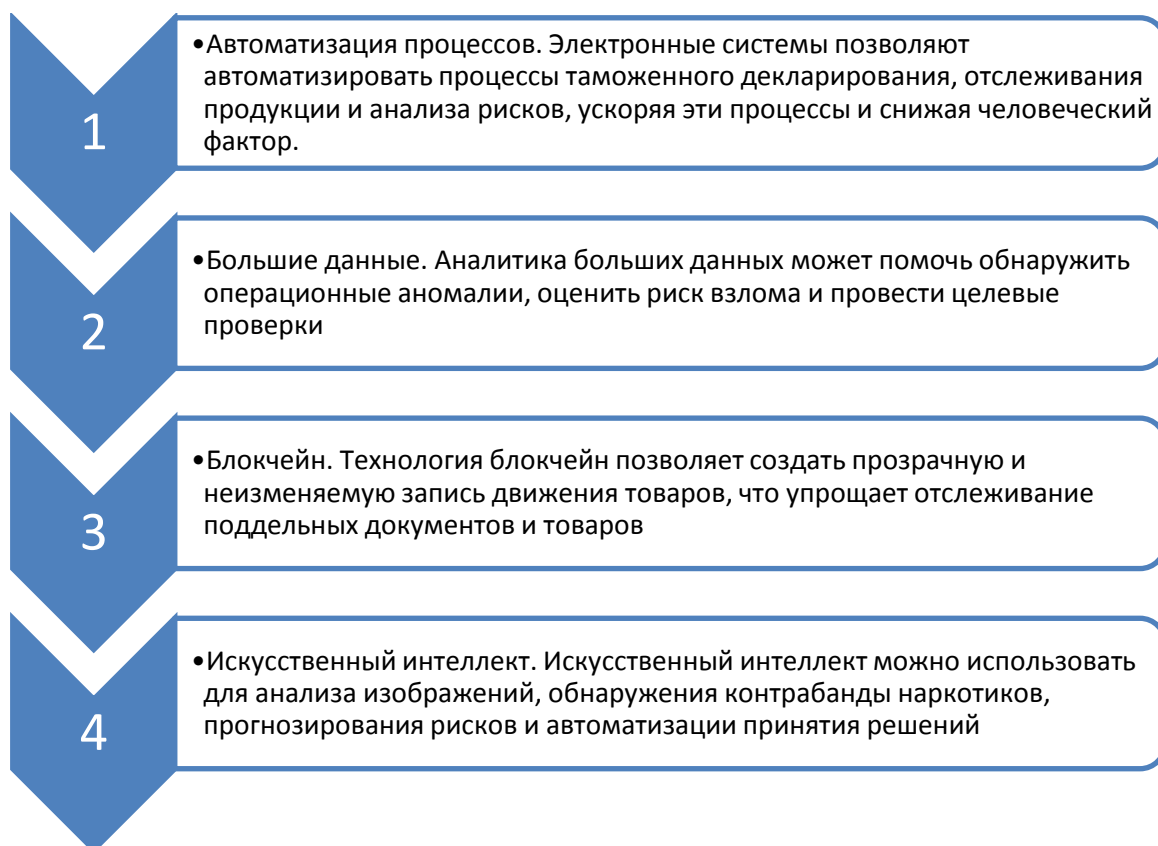 1
•Автоматизация процессов. Электронные системы позволяют
автоматизировать процессы таможенного декларирования, отслеживания
продукции и анализа рисков, ускоряя эти процессы и снижая человеческий
фактор.
2
•Большие данные. Аналитика больших данных может помочь обнаружить
операционные аномалии, оценить риск взлома и провести целевые
проверки
3
•Блокчейн. Технология блокчейн позволяет создать прозрачную и
неизменяемую запись движения товаров, что упрощает отслеживание
поддельных документов и товаров
4
•Искусственный интеллект. Искусственный интеллект можно использовать
для анализа изображений, обнаружения контрабанды наркотиков,
прогнозирования рисков и автоматизации принятия решений